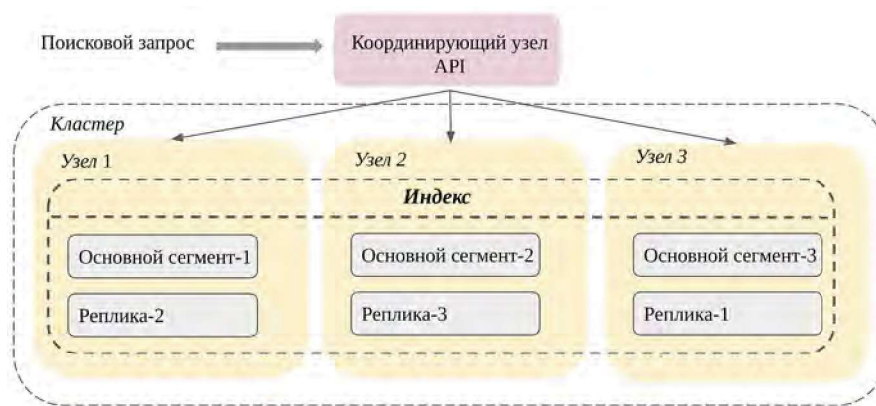 Поисковой запрос
Координирующий узел
API
Кластер
Узел 1
Узел 2
Узел 3
Индекс
Основной сегмент-1
Основной сегмент-2
Основной сегмент-3
Реплика-2
Реплика-3
Реплика-1